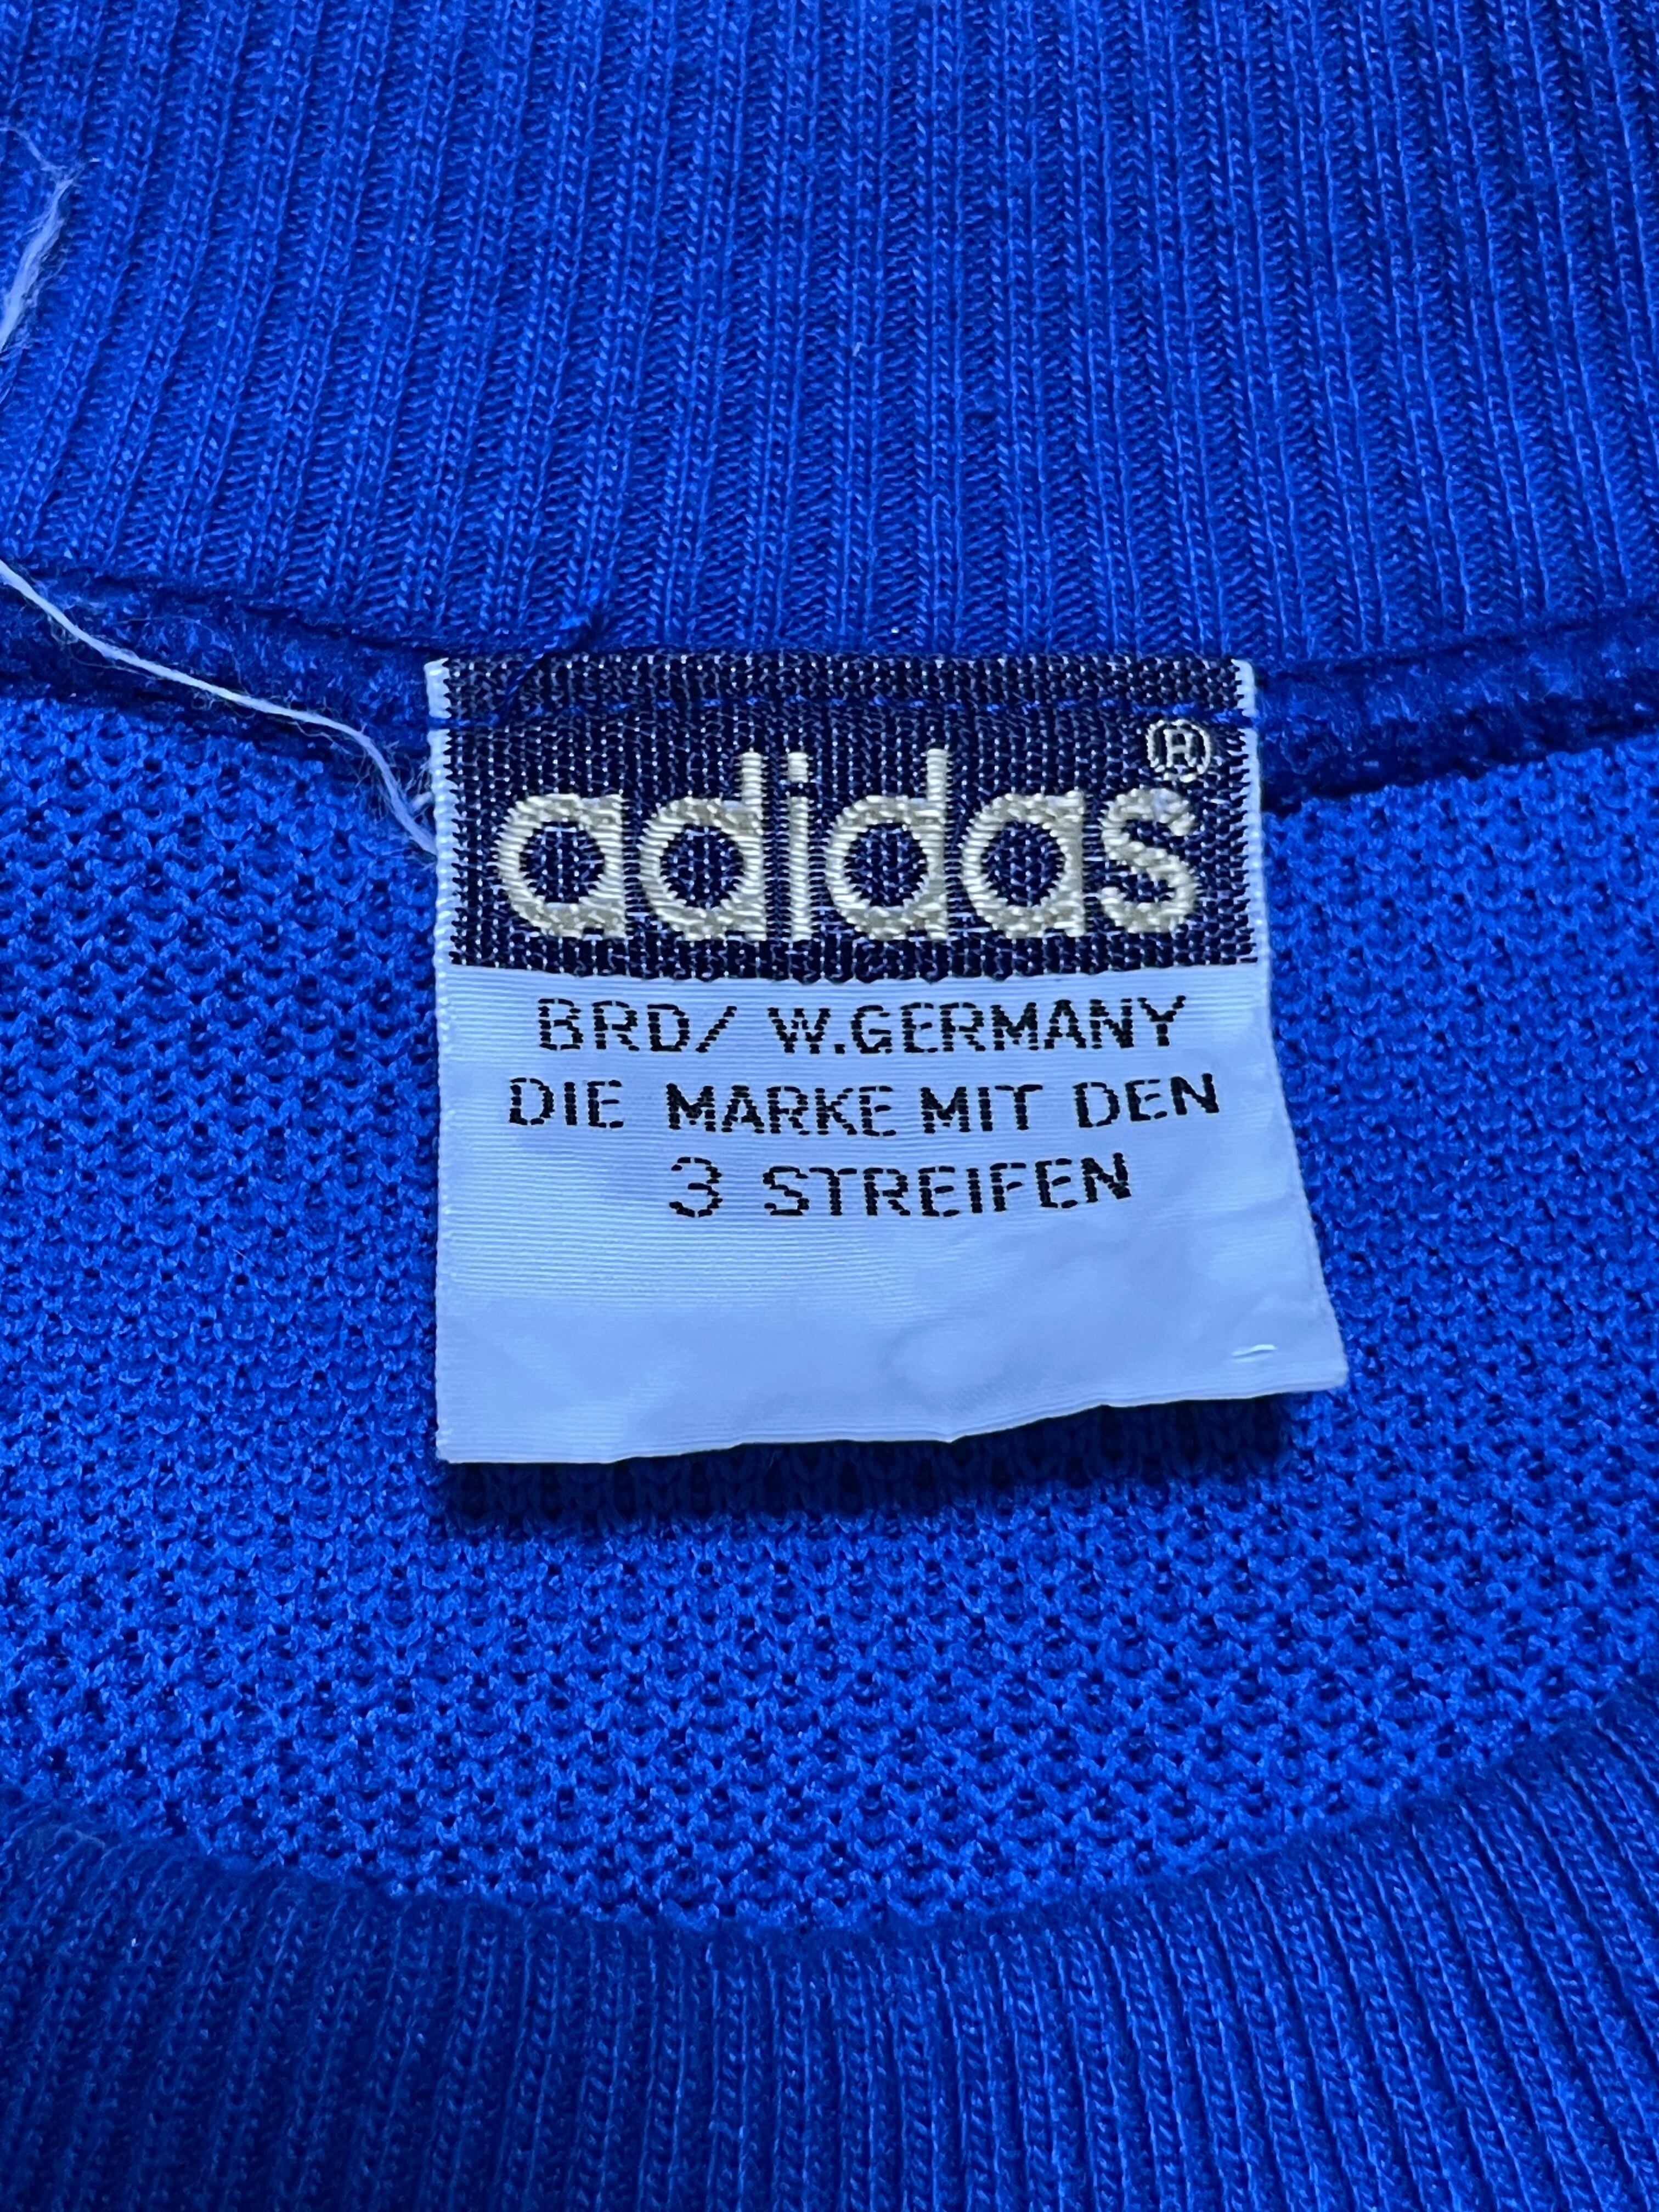 adidas®
BRD/ W.GERMANY
DIE MARKE MIT DEN
3 STREIFEN